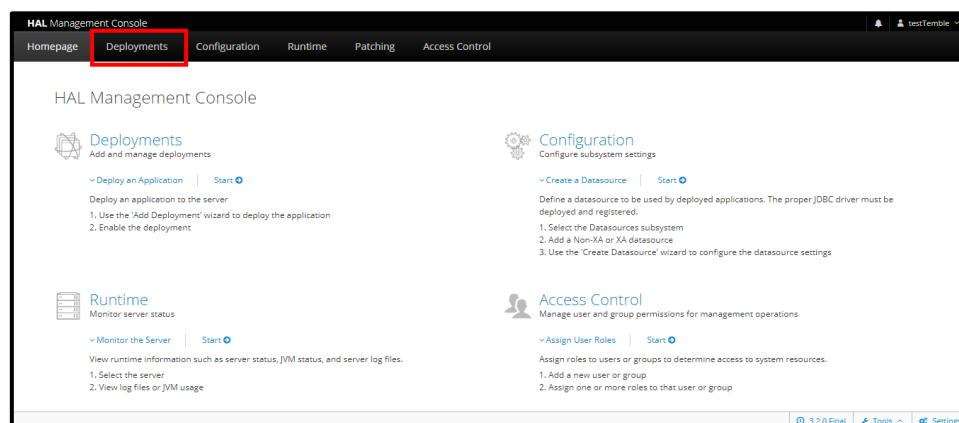 HAL Management Console
testTemble
Homepage Deployments Configuration Runtime Patching Access Control
HAL Management Console
Deployments
Add and manage deployments
Deploy an Application Start
Deploy an application to the server
1. Use the 'Add Deployment' wizard to deploy the application
2. Enable the deployment
Configuration
Configure subsystem settings
Create a Datasource Start
Define a datasource to be used by deployed applications. The proper JDBC driver must be
deployed and registered.
1. Select the Datasources subsystem
2. Add a Non-XA or XA datasource
3. Use the 'Create Datasource' wizard to configure the datasource settings
Runtime
Monitor server status
Monitor the Server Start
View runtime information such as server status, JVM status, and server log files.
1. Select the server
2. View log files or JVM usage
Access Control
Manage user and group permissions for management operations
Assign User Roles Start
Assign roles to users or groups to determine access to system resources.
1. Add a new user or group
2. Assign one or more roles to that user or group
3.2.0.Final Tools Settings